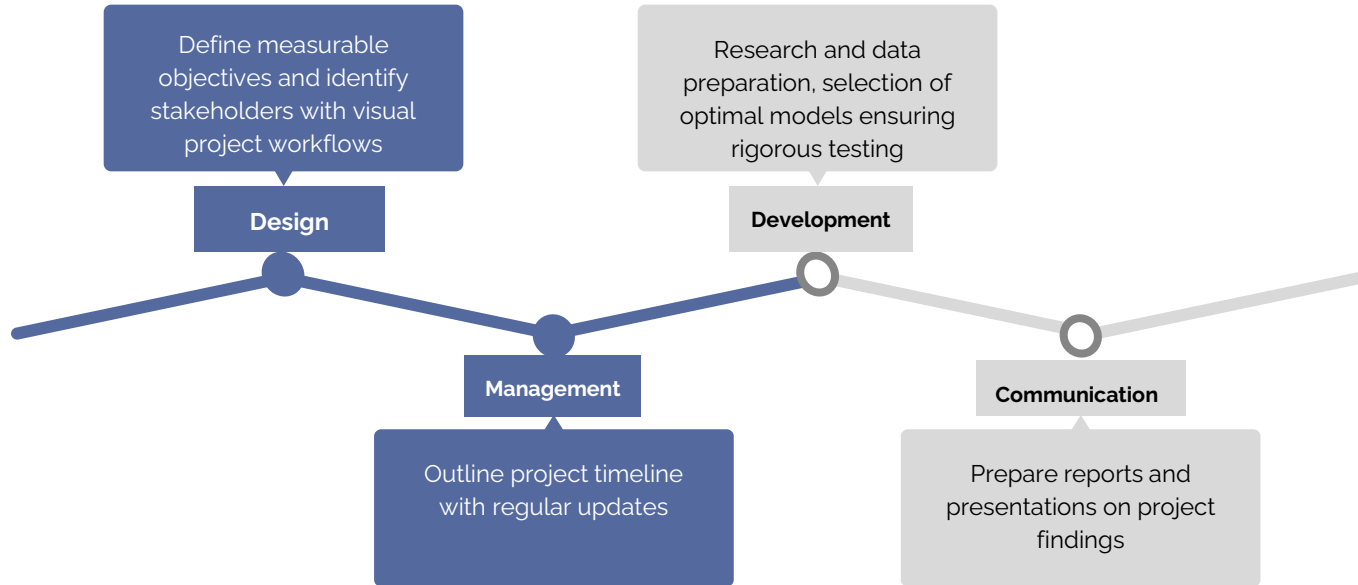 Define measurable
objectives and identify
stakeholders with visual
project workflows
Design
Research and data
preparation, selection of
optimal models ensuring
rigorous testing
Development
Management
Outline project timeline
with regular updates
Communication
Prepare reports and
presentations on project
findings